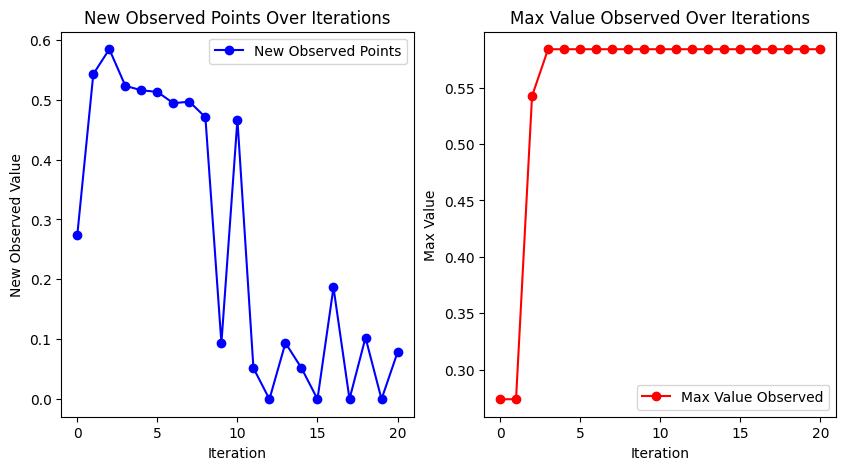 New Observed Points Over Iterations
New Observed Points
New Observed Value
0.6
0.5
0.4
0.3
0.2
0.1
0.0
0 5 10 15 20
Iteration
Max Value Observed Over Iterations
Max Value
0.55
0.50
0.45
0.40
0.35
0.30
Max Value Observed
0 5 10 15 20
Iteration